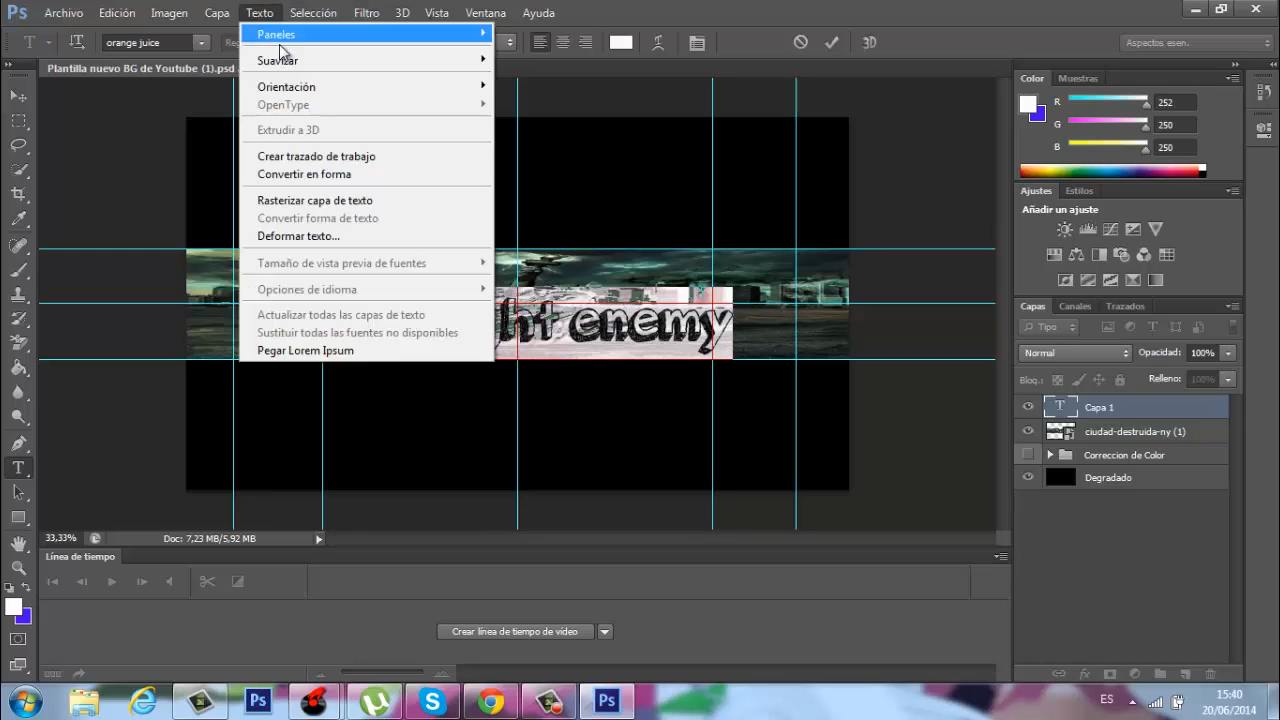 Ps Archivo Edición Imagen Capa Texto Selección Filtro 3D Vista Ventana Ayuda
T orange juice 3D Aspectos esen.
Plantilla nuevo BG de Youtube (1).psd
Paneles
Suavizar
Orientación
OpenType
Extrudir a 3D
Crear trazado de trabajo
Convertir en forma
Rasterizar capa de texto
Convertir forma de texto
Deformar texto...
Tamaño de vista previa de fuentes
Opciones de idioma
Actualizar todas las capas de texto
Sustituir todas las fuentes no disponibles
Pegar Lorem Ipsum
ht enemy
Color Muestras
R 252
G 250
B 250
Ajustes Estilos
Añadir un ajuste
Capas Canales Trazados
Tipo
Normal Opacidad: 100%
Bloq.: Relleno: 100%
T Capa 1
ciudad-destruida-ny (1)
Correccion de Color
Degradado
33,33% Doc: 7,23 MB/5,92 MB
Línea de tiempo
Crear línea de tiempo de vídeo
ES 15:40
20/06/2014